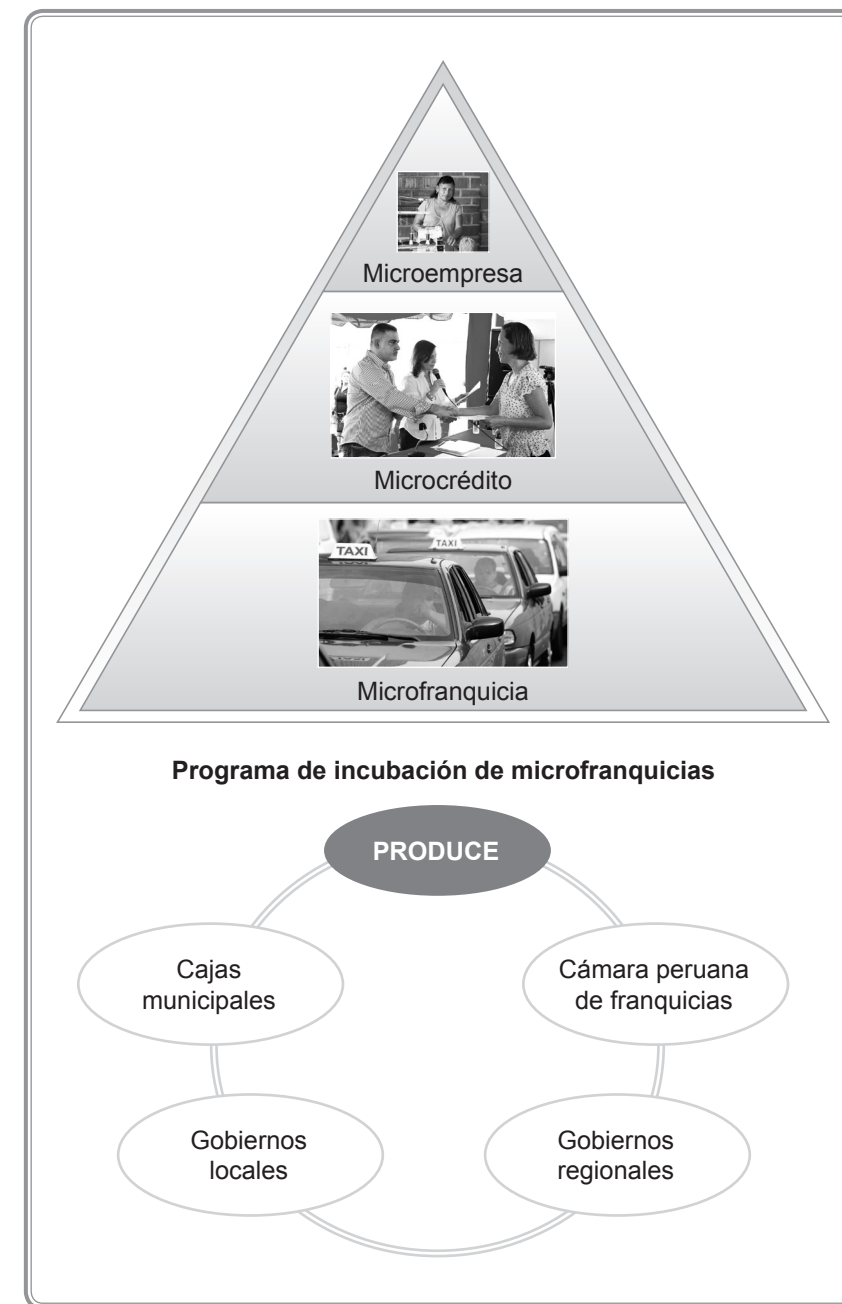 Microempresa
Microcrédito
TAXI
TAXI
Microfranquicia
Programa de incubación de microfranquicias
PRODUCE
Cajas
municipales
Cámara peruana
de franquicias
Gobiernos
locales
Gobiernos
regionales